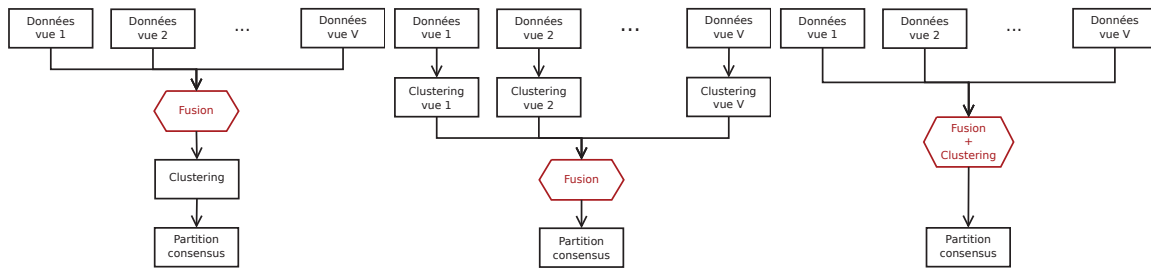 Données
vue 1
Données
vue 2
...
Données
vue V
Fusion
Clustering
Partition
consensus
Données
vue 1
Données
vue 2
...
Données
vue V
Clustering
vue 1
Clustering
vue 2
Clustering
vue V
Fusion
Partition
consensus
Données
vue 1
Données
vue 2
...
Données
vue V
Fusion
+
Clustering
Partition
consensus